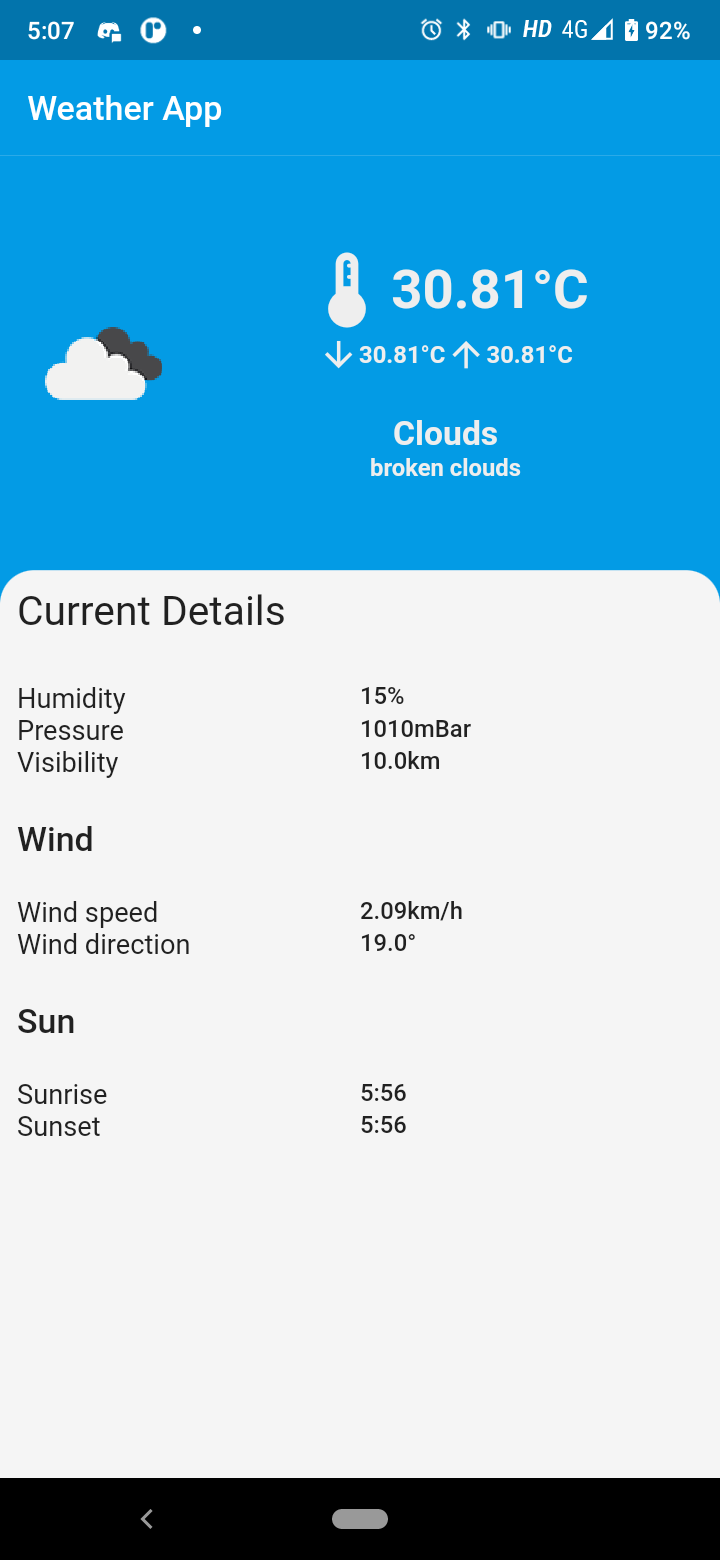 5:07 HD 4G 92%
Weather App
30.81°C
30.81°C 30.81°C
Clouds
broken clouds
Current Details
Humidity 15%
Pressure 1010mBar
Visibility 10.0km
Wind
Wind speed 2.09km/h
Wind direction 19.0°
Sun
Sunrise 5:56
Sunset 5:56